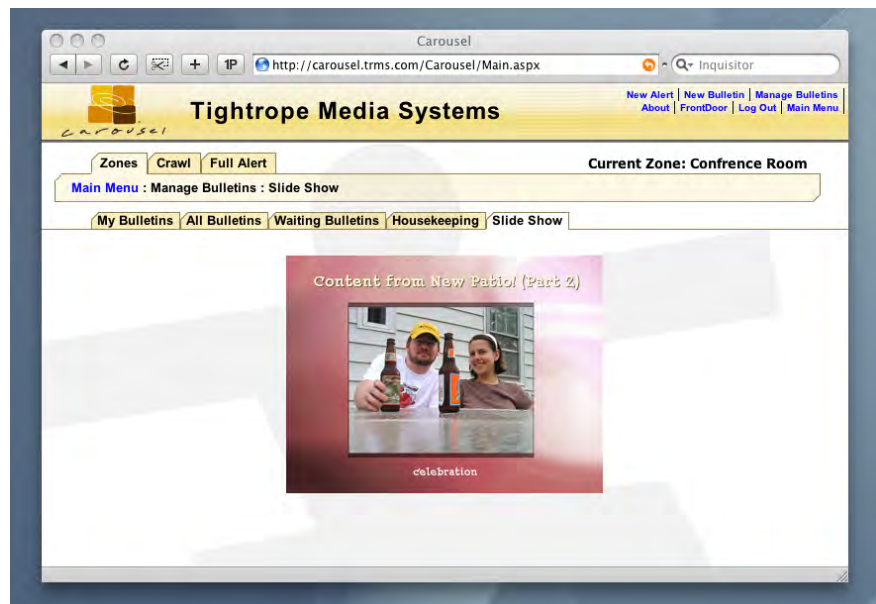 Carousel
1P
http://carousel.trms.com/Carousel/Main.aspx
Inquisitor
carousel
Tightrope Media Systems
New Alert | New Bulletin | Manage Bulletins |
About | FrontDoor | Log Out | Main Menu |
Zones Crawl Full Alert
Current Zone: Confrence Room
Main Menu : Manage Bulletins : Slide Show
My Bulletins All Bulletins Waiting Bulletins Housekeeping Slide Show
Content from New Patio! (Part 2)
celebration